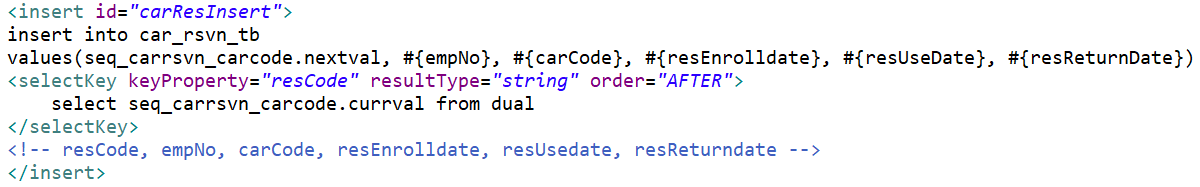 <insert id="carResInsert">
insert into car_rsvn_tb
values(seq_carrsvn_carcode.nextval, #{empNo}, #{carCode}, #{resEnrolldate}, #{resUseDate}, #{resReturnDate})
<selectKey keyProperty="resCode" resultType="string" order="AFTER">
    select seq_carrsvn_carcode.currval from dual
</selectKey>
<!-- resCode, empNo, carCode, resEnrolldate, resUsedate, resReturndate -->
</insert>